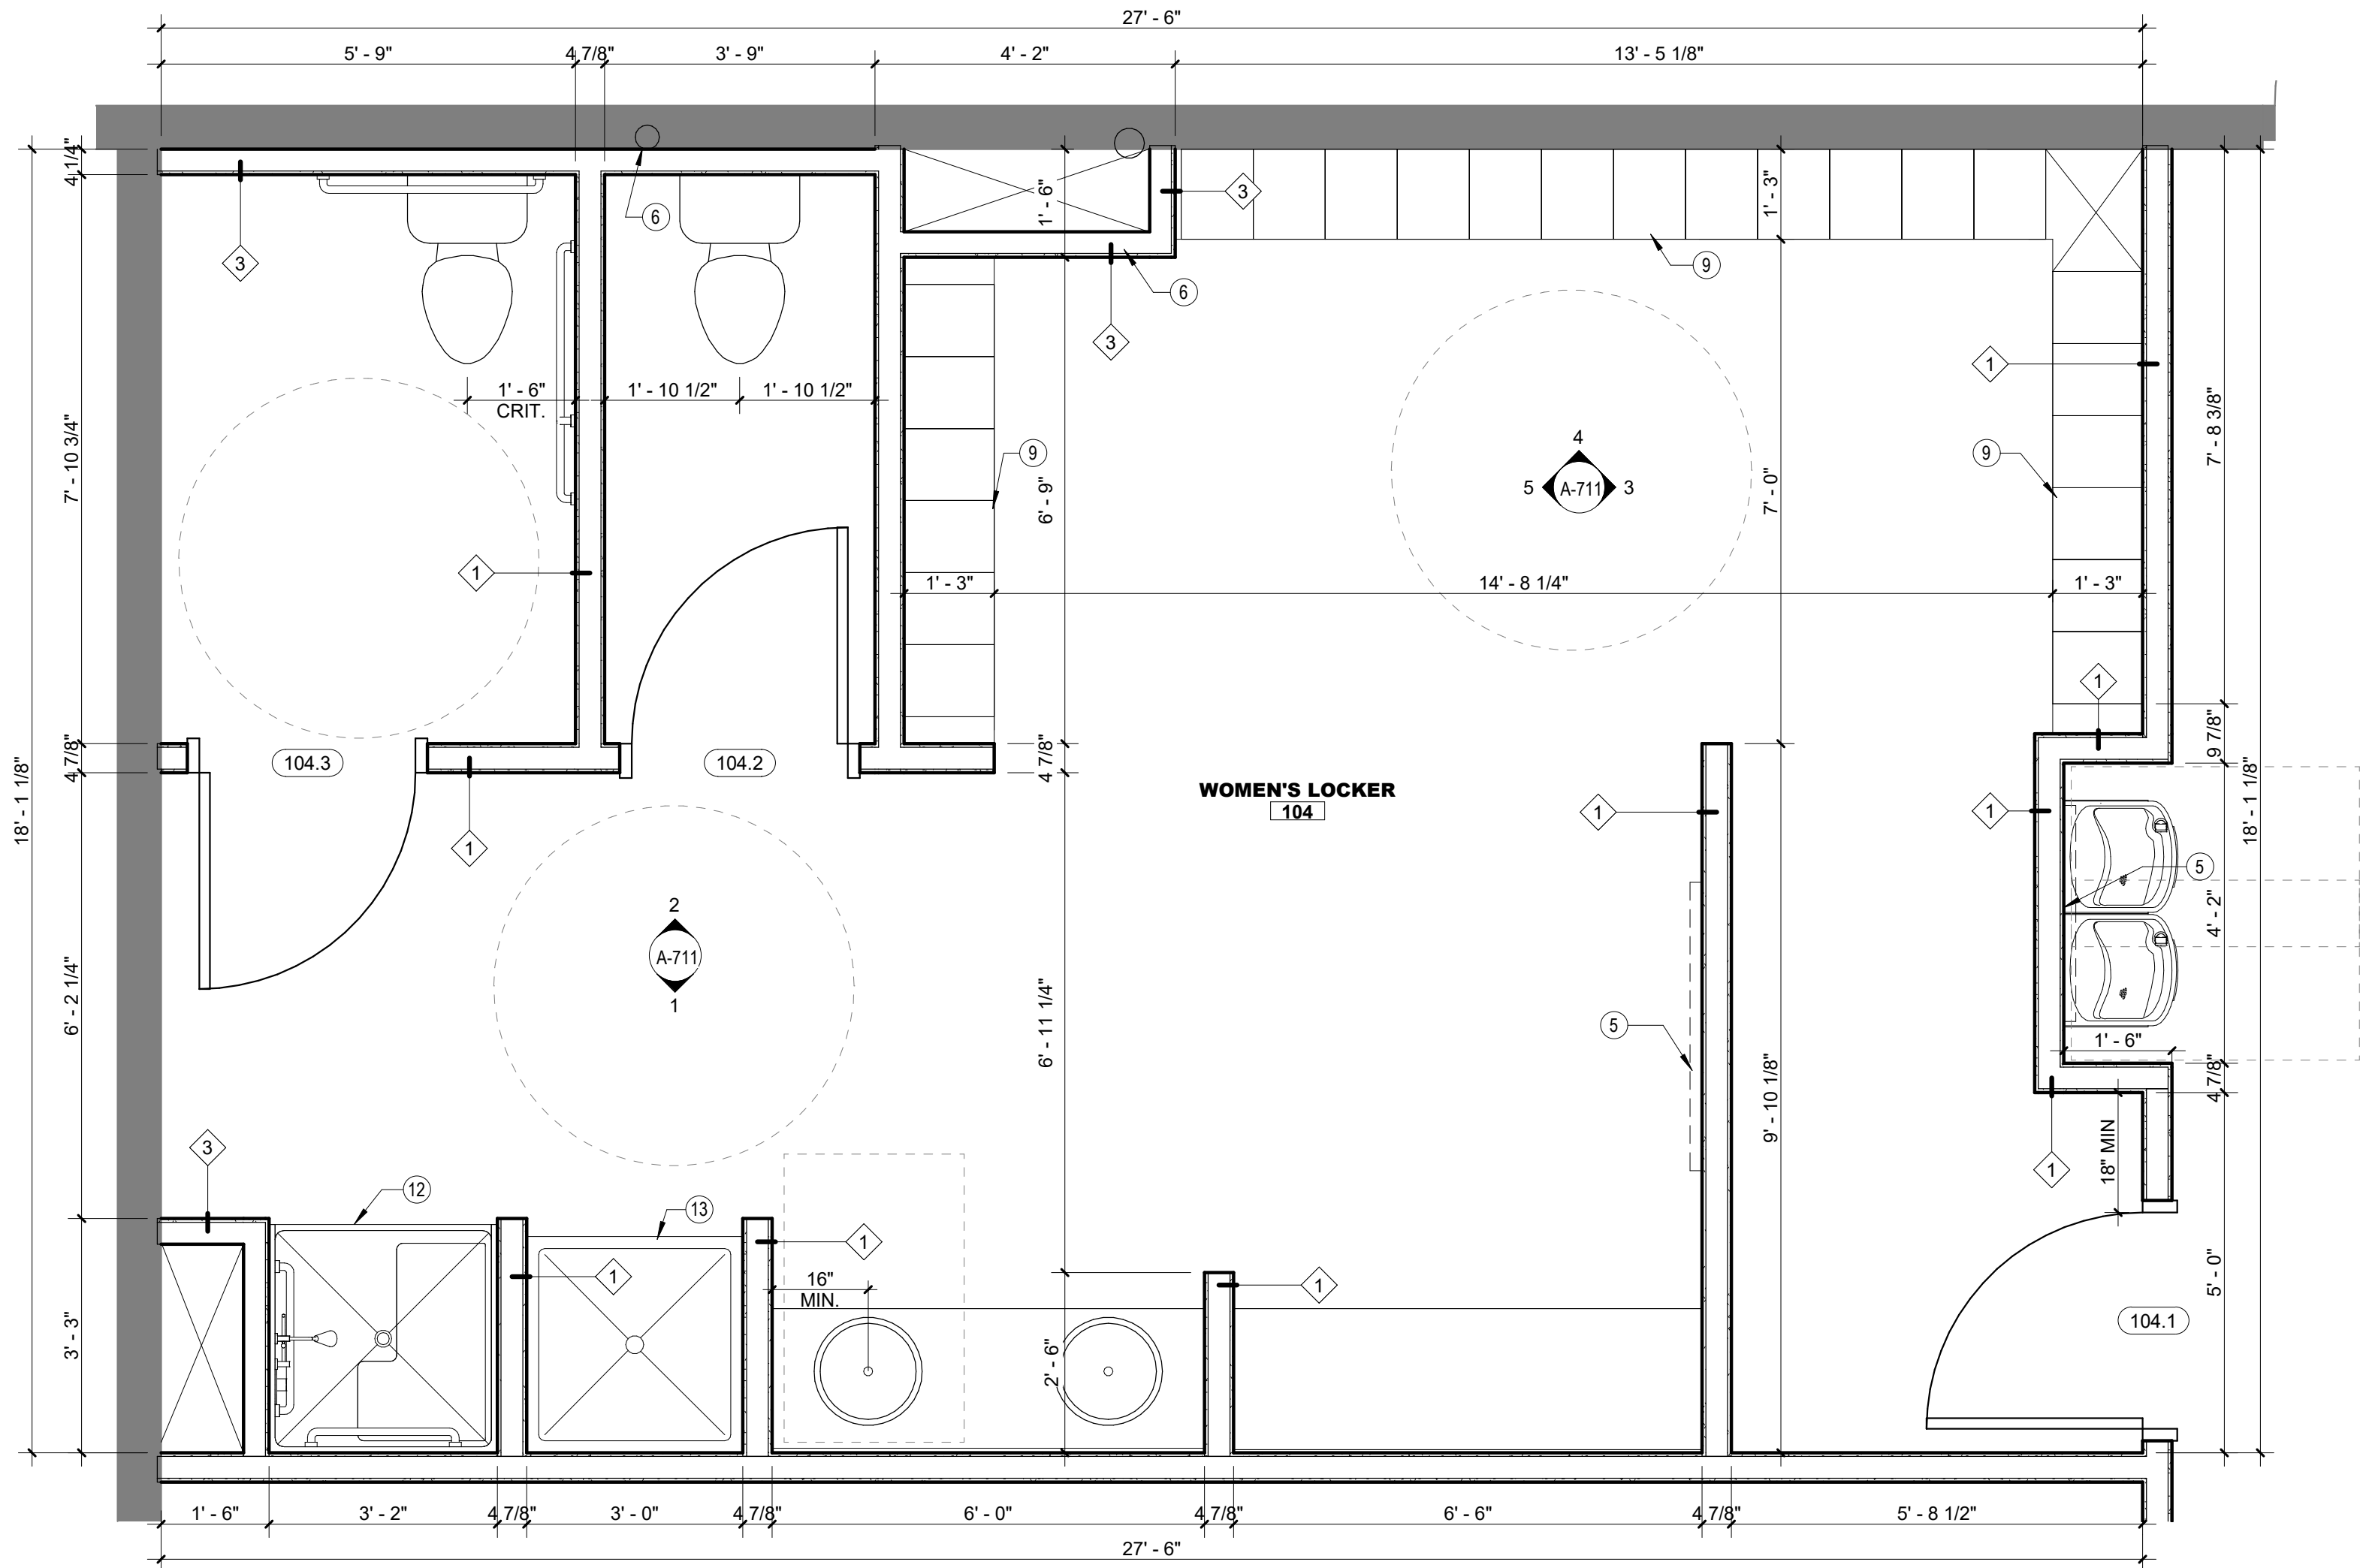 27' - 6"
5' - 9"
4 7/8"
3' - 9"
4' - 2"
13' - 5 1/8"
4 1/4"
6
3
1' - 6"
3
1' - 3"
3
6
9
3
1' - 6"
CRIT.
1' - 10 1/2"
1' - 10 1/2"
9
6' - 9"
4
5
A-711
3
7' - 0"
1
9
7' - 8 3/8"
7' - 10 3/4"
1
1' - 3"
14' - 8 1/4"
1' - 3"
1
9 7/8"
4 7/8"
104.3
104.2
4 7/8"
WOMEN'S LOCKER
104
1
1
18' - 1 1/8"
18' - 1 1/8"
1
5
2
A-711
1
4' - 2"
6' - 2 1/4"
6' - 11 1/4"
5
1' - 6"
4 7/8"
9' - 10 1/8"
18" MIN
1
3
12
13
1
1
16"
MIN.
1
5' - 0"
104.1
3' - 3"
2' - 6"
1' - 6"
3' - 2"
4 7/8"
3' - 0"
4 7/8"
6' - 0"
4 7/8"
6' - 6"
4 7/8"
5' - 8 1/2"
27' - 6"